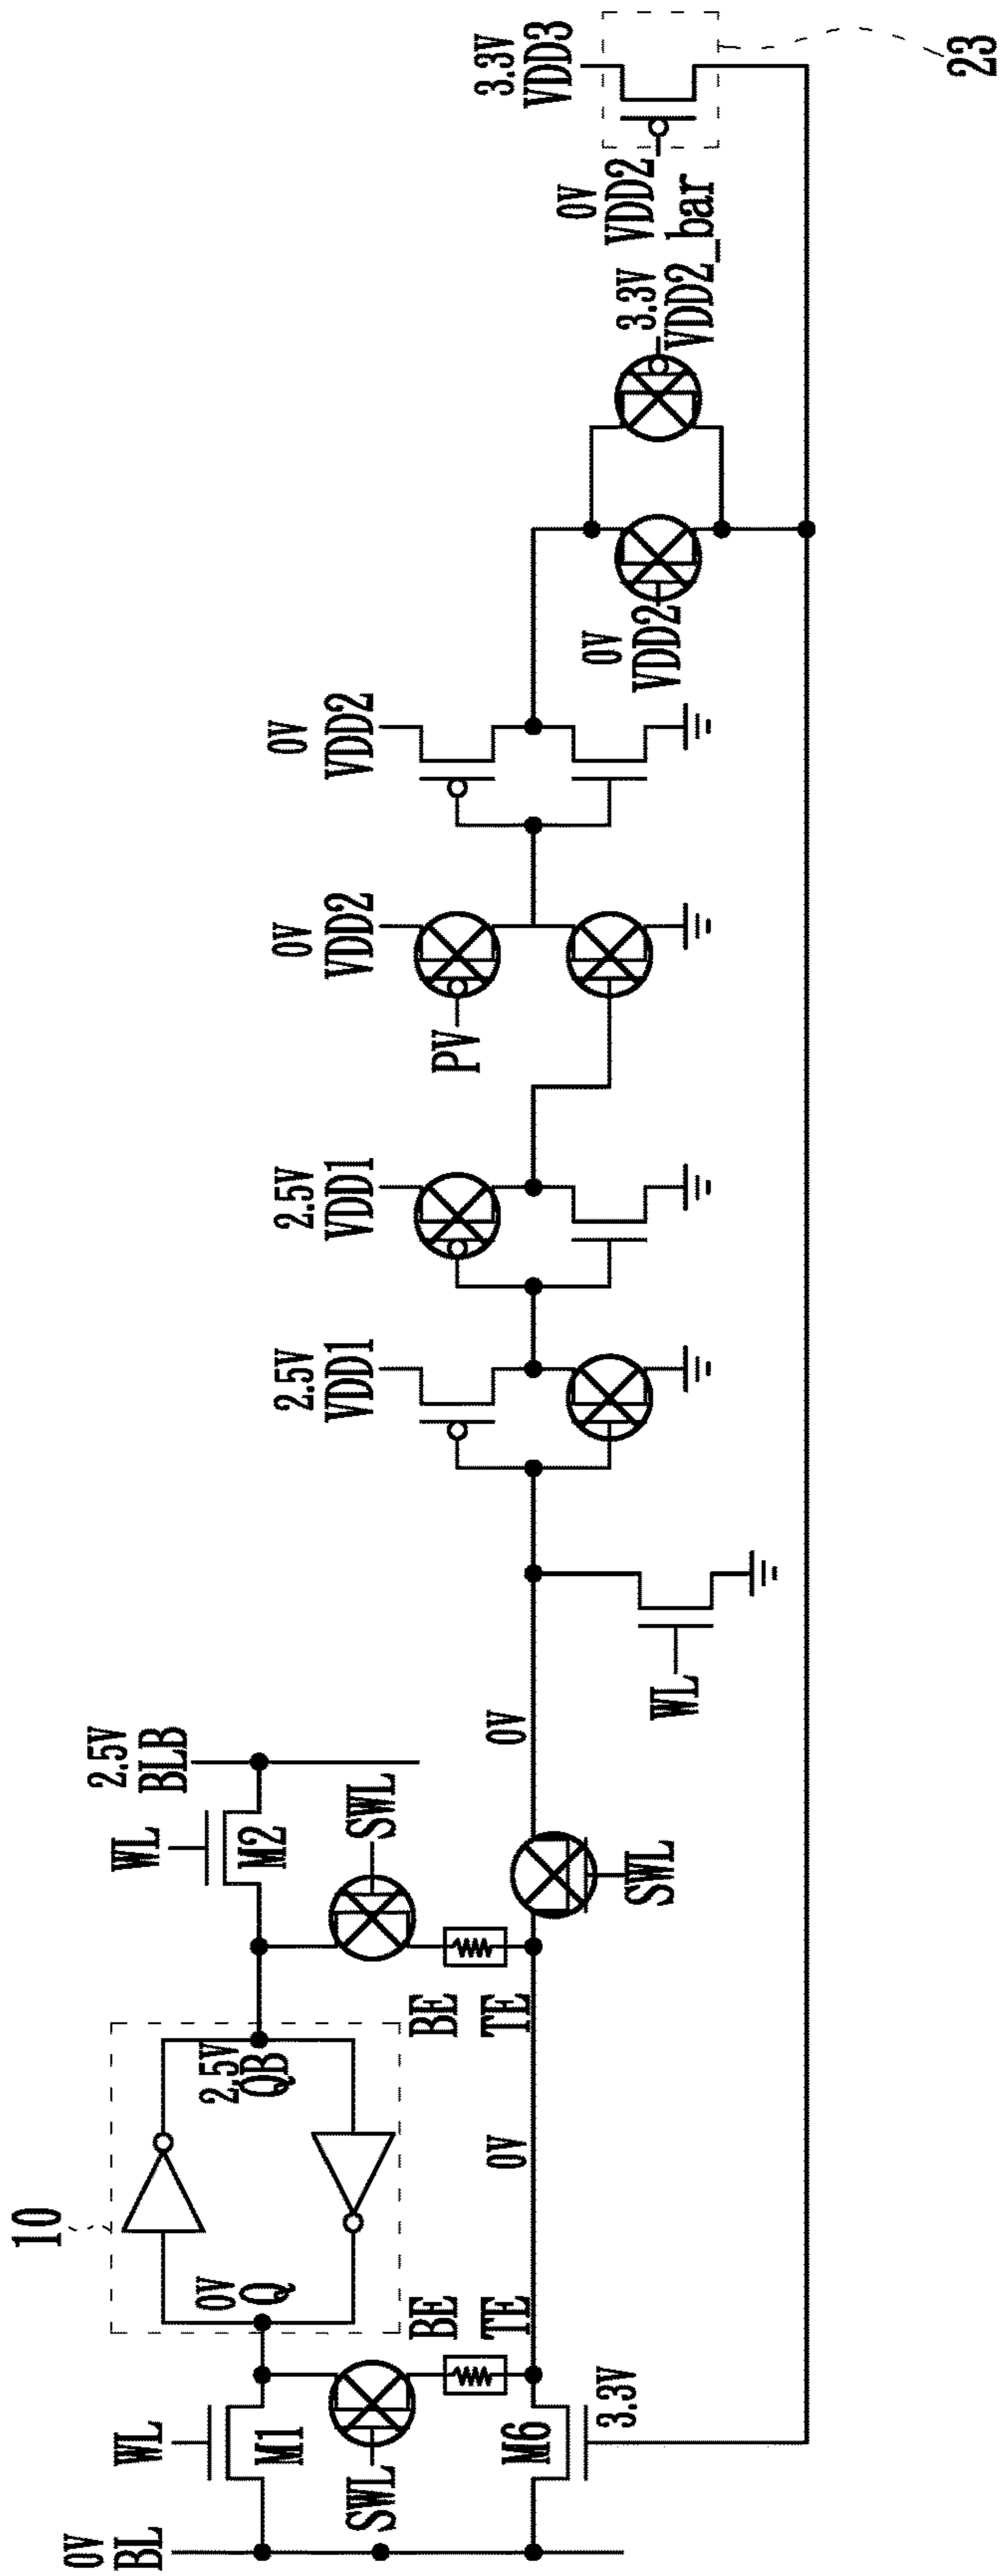 0V
BL
WL
M1
SWL
BE
TE
M6
3.3V
10
0V
Q
2.5V
QB
0V
BE
TE
WL
M2
2.5V
BLB
SWL
SWL
0V
WL
2.5V
VDD1
2.5V
VDD1
PV
0V
VDD2
0V
VDD2
0V
VDD2
3.3V
VDD2_bar
0V
VDD2
3.3V
VDD3
23